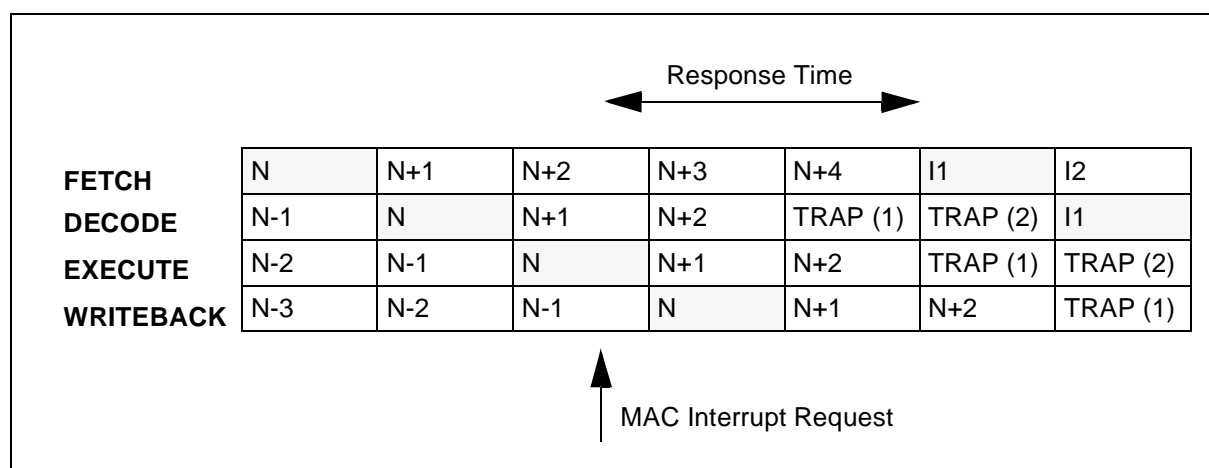 Response Time
FETCH N N+1 N+2 N+3 N+4 I1 I2
DECODE N-1 N N+1 N+2 TRAP (1) TRAP (2) I1
EXECUTE N-2 N-1 N N+1 N+2 TRAP (1) TRAP (2)
WRITEBACK N-3 N-2 N-1 N N+1 N+2 TRAP (1)
MAC Interrupt Request